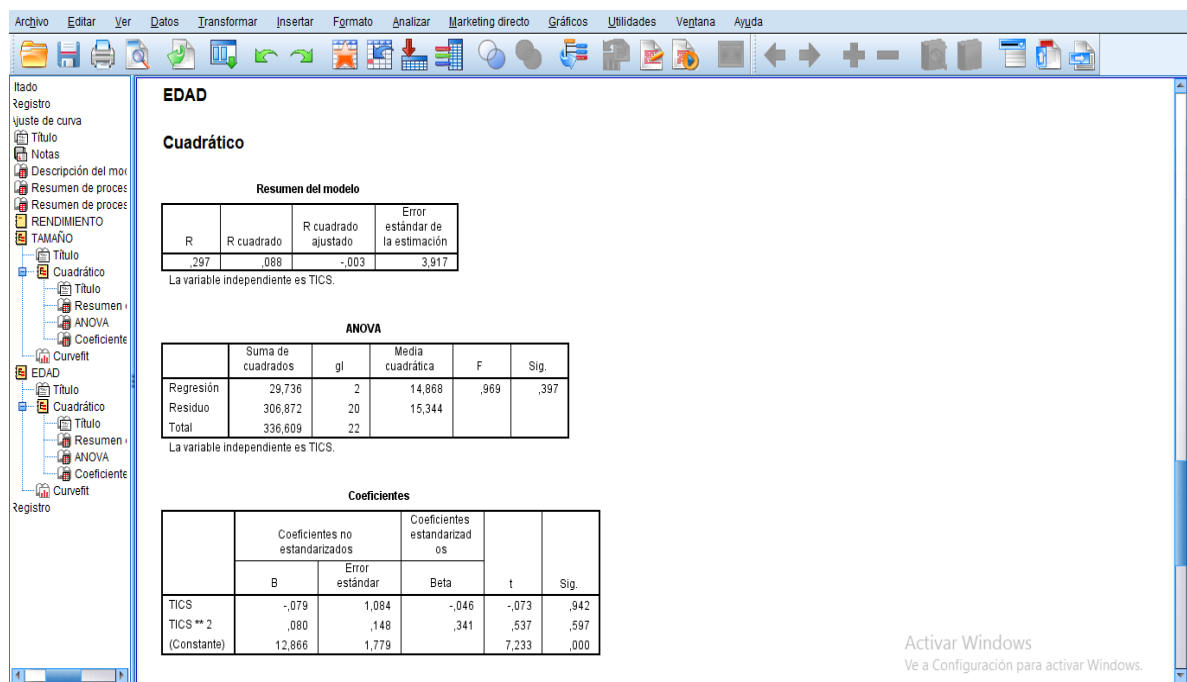 Archivo Editar Ver Datos Transformar Insertar Formato Analizar Marketing directo Gráficos Utilidades Ventana Ayuda
ltado
Registro
Ajuste de curva
Título
Notas
Descripción del mod
Resumen de proces
Resumen de proces
RENDIMIENTO
TAMAÑO
Título
Cuadrático
Título
Resumen
ANOVA
Coeficiente
Curvefit
EDAD
Título
Cuadrático
Título
Resumen
ANOVA
Coeficiente
Curvefit
Registro
EDAD
Cuadrático
Resumen del modelo
R R cuadrado R cuadrado ajustado Error estándar de la estimación
,297 ,088 -,003 3,917
La variable independiente es TICS.
ANOVA
Suma de cuadrados gl Media cuadrática F Sig.
Regresión 29,736 2 14,868 ,969 ,397
Residuo 306,872 20 15,344
Total 336,609 22
La variable independiente es TICS.
Coeficientes
Coeficientes no estandarizados Coeficientes estandarizad os t Sig.
B Error estándar Beta
TICS -,079 1,084 -,046 -,073 ,942
TICS ** 2 ,080 ,148 ,341 ,537 ,597
(Constante) 12,866 1,779 7,233 ,000
Activar Windows
Ve a Configuración para activar Windows.